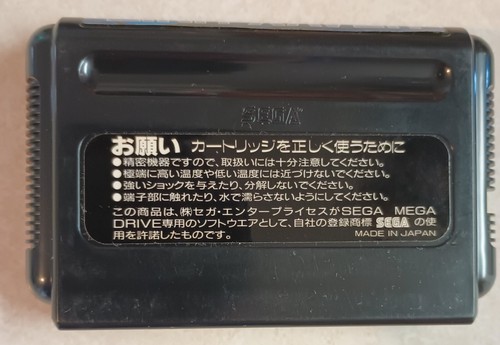 SEGA
お願い カートリッジを正しく使うために
●精密機器ですので、取扱いには十分注意してください。
●極端に高い温度や低い温度には近づけないでください。
●強いショックを与えたり、分解しないでください。
●端子部に触れたり、水で濡らさないようにしてください。
この商品は、㈱セガ・エンタープライゼスがSEGA MEGA
DRIVE専用のソフトウエアとして、自社の登録商標 SEGA の使
用を許諾したものです。 MADE IN JAPAN